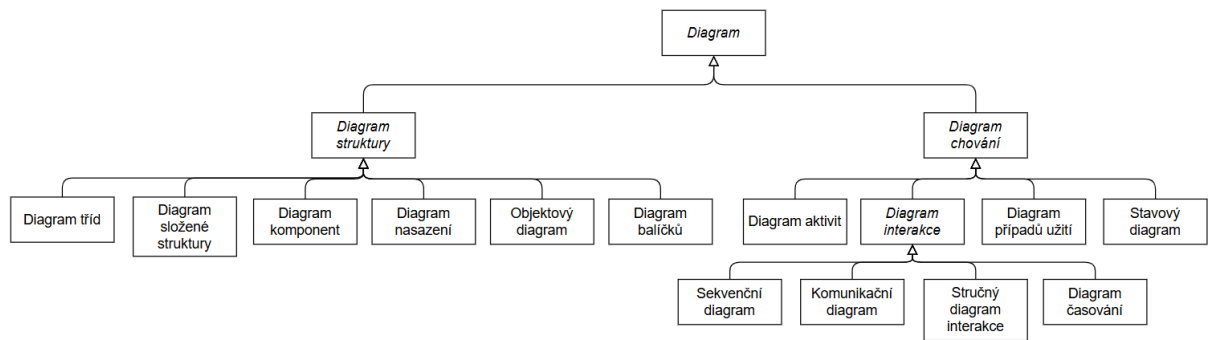 Diagram
Diagram
struktury
Diagram
chování
Diagram tříd
Diagram
složené
struktury
Diagram
komponent
Diagram
nasazení
Objektový
diagram
Diagram
balíčků
Diagram aktivit
Diagram
interakce
Diagram
případů užití
Stavový
diagram
Sekvenční
diagram
Komunikační
diagram
Stručný
diagram
interakce
Diagram
časování